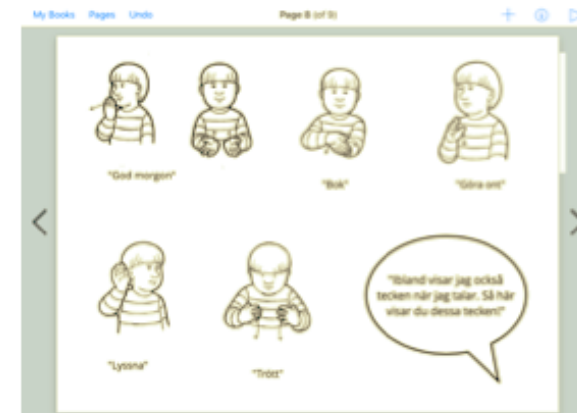 My Books Pages Undo Page 8 (of 9)
"God morgon" "Bok" "Göra ont"
"Lyssna" "Trött"
"Ibland visar jag också
tecken när jag talar. Så här
visar du dessa tecken!"